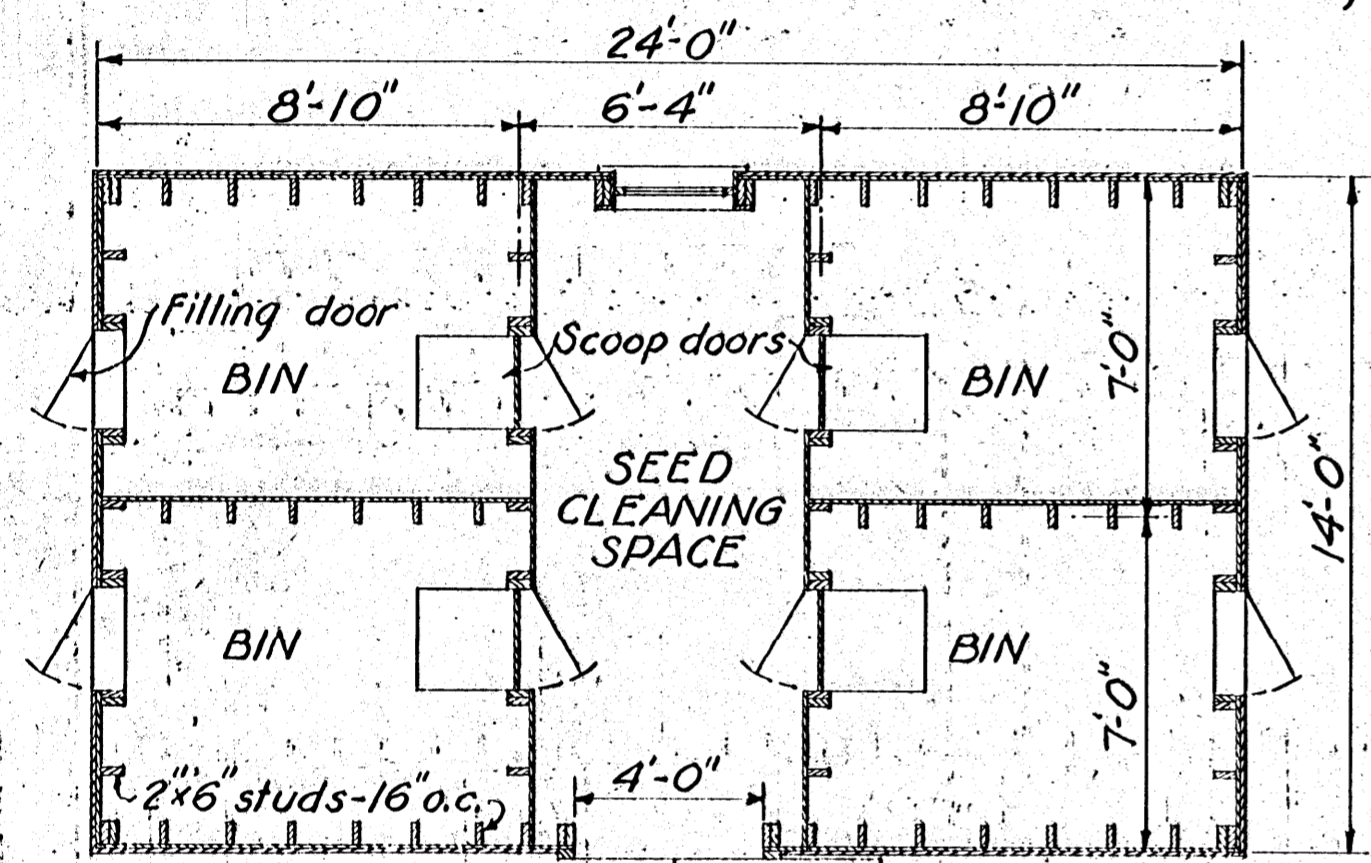 24'-0"
8'-10"
6'-4"
8'-10"
Filling door
Scoop doors
BIN
BIN
7'-0"
14'-0"
SEED
CLEANING
SPACE
BIN
BIN
7'-0"
4'-0"
2"x6" studs-16" o.c.